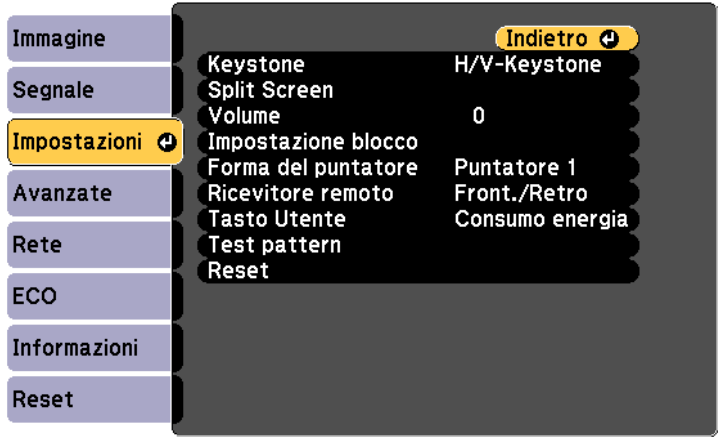 Immagine
Segnale
Impostazioni
Avanzate
Rete
ECO
Informazioni
Reset
Indietro
Keystone H/V-Keystone
Split Screen
Volume 0
Impostazione blocco
Forma del puntatore Puntatore 1
Ricevitore remoto Front./Retro
Tasto Utente Consumo energia
Test pattern
Reset